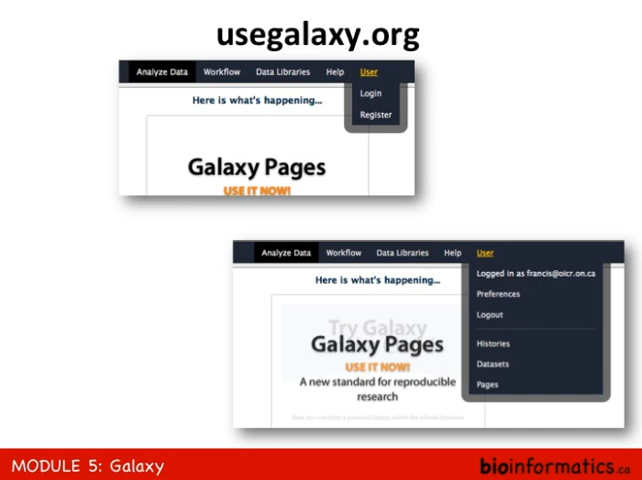 usegalaxy.org
Analyze Data Workflow Data Libraries Help User
Login
Register
Here is what's happening...
Galaxy Pages
USE IT NOW!
Analyze Data Workflow Data Libraries Help User
Logged in as francis@oicr.on.ca
Preferences
Logout
Histories
Datasets
Pages
Here is what's happening...
Try Galaxy
Galaxy Pages
USE IT NOW!
A new standard for reproducible
research
MODULE 5: Galaxy
bioinformatics.ca